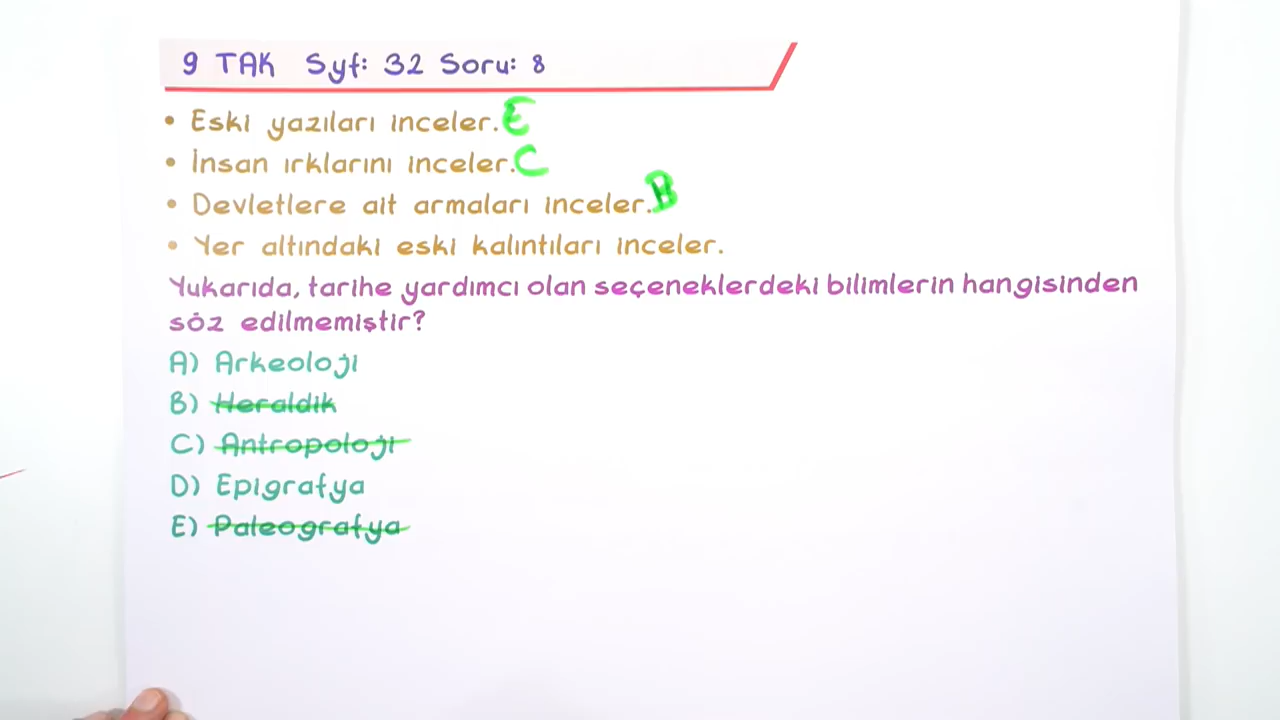 9 TAK Syf: 32 Soru: 8
• Eski yazıları inceler. E
• İnsan ırklarını inceler. C
• Devletlere ait armaları inceler. B
• Yer altındaki eski kalıntıları inceler.
Yukarıda, tarihe yardımcı olan seçeneklerdeki bilimlerin hangisinden
söz edilmemiştir?
A) Arkeoloji
B) Heraldik
C) Antropoloji
D) Epigrafya
E) Paleografya